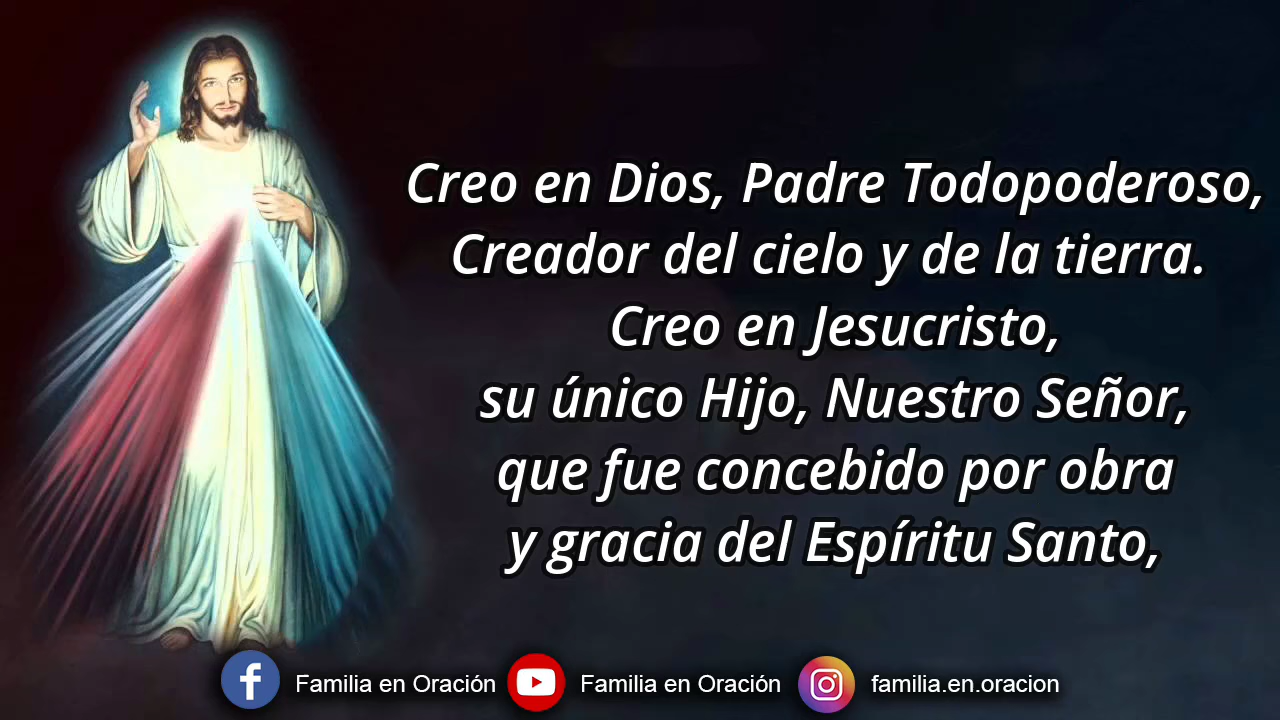 Creo en Dios, Padre Todopoderoso,
Creador del cielo y de la tierra.
Creo en Jesucristo,
su único Hijo, Nuestro Señor,
que fue concebido por obra
y gracia del Espíritu Santo,
Familia en Oración Familia en Oración familia.en.oracion